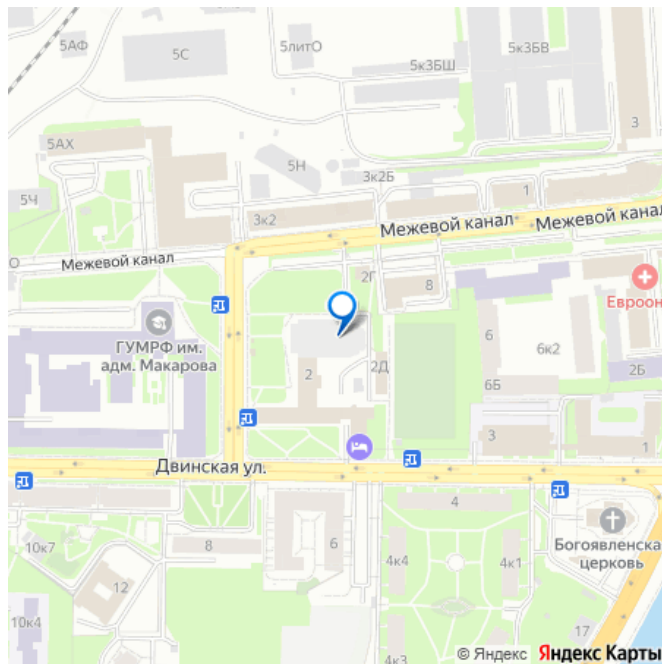 5АФ
5С
5литО
5к3БВ
5к3БШ
3
5АХ
5Н
3к2Б
5Ч
1
3к2
Межевой канал
Межевой канал
О
Межевой канал
2Г
8
Евроон
ГУМРФ им.
адм. Макарова
6
6к2
2
2Д
6Б
2Б
3
1
Двинская ул.
4
10к7
8
6
4к4
4к1
Богоявленска
церковь
12
10к4
17
4к3
© Яндекс Яндекс Карты